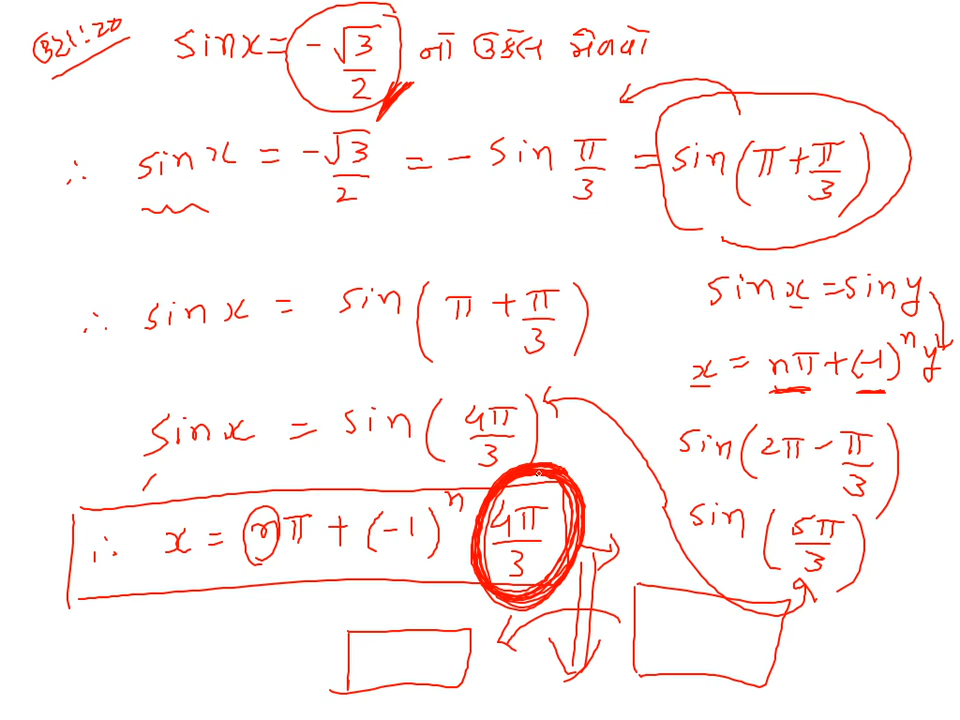 ઉદા: 20 sin x = -√3/2 નો ઉકેલ મેળવો
∴ sin x = -√3/2 = - sin π/3 = sin(π + π/3)
∴ sin x = sin(π + π/3)
sin x = sin(4π/3)
∴ x = nπ + (-1)^n 4π/3
sin x = sin y
x = nπ + (-1)^n y
sin(2π - π/3)
sin(5π/3)